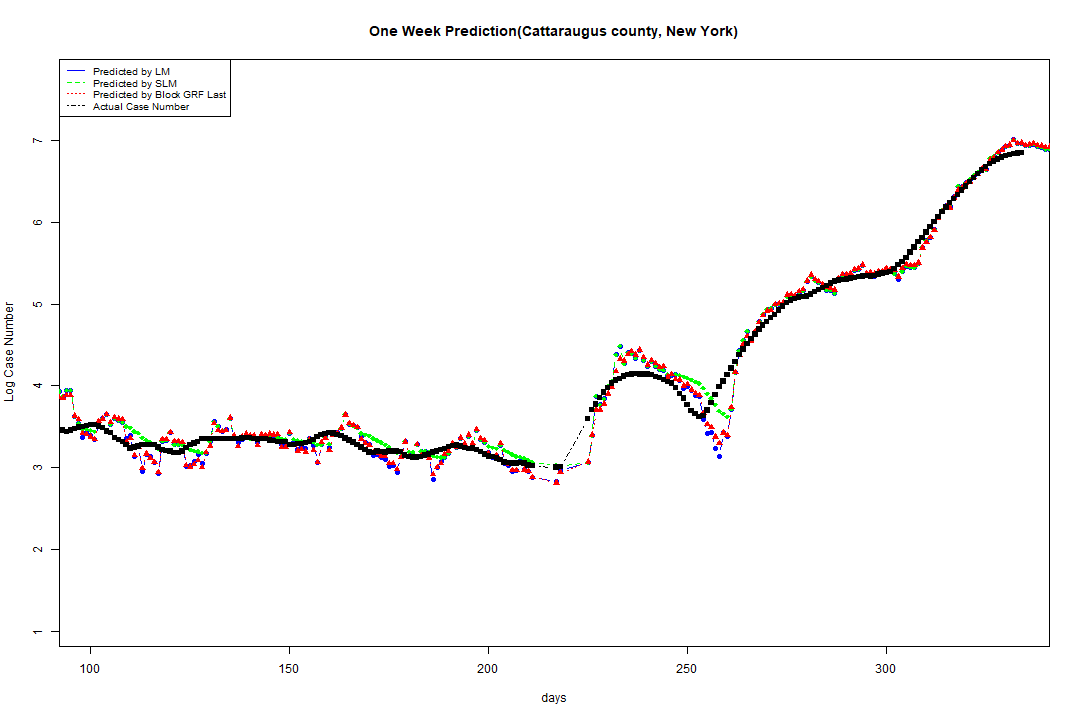 One Week Prediction(Cattaraugus county, New York)
Predicted by LM
Predicted by SLM
Predicted by Block GRF Last
Actual Case Number
Log Case Number
7
6
5
4
3
2
1
100 150 200 250 300
days